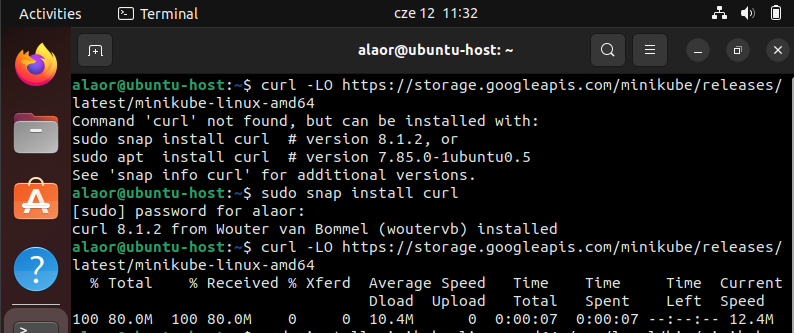 Activities Terminal cze 12 11:32
alaor@ubuntu-host: ~
alaor@ubuntu-host:~$ curl -LO https://storage.googleapis.com/minikube/releases/
latest/minikube-linux-amd64
Command 'curl' not found, but can be installed with:
sudo snap install curl  # version 8.1.2, or
sudo apt  install curl  # version 7.85.0-1ubuntu0.5
See 'snap info curl' for additional versions.
alaor@ubuntu-host:~$ sudo snap install curl
[sudo] password for alaor:
curl 8.1.2 from Wouter van Bommel (woutervb) installed
alaor@ubuntu-host:~$ curl -LO https://storage.googleapis.com/minikube/releases/
latest/minikube-linux-amd64
% Total % Received % Xferd Average Speed Time Time Time Current
Dload Upload Total Spent Left Speed
100 80.0M 100 80.0M 0 0 10.4M 0 0:00:07 0:00:07 --:--:-- 12.4M